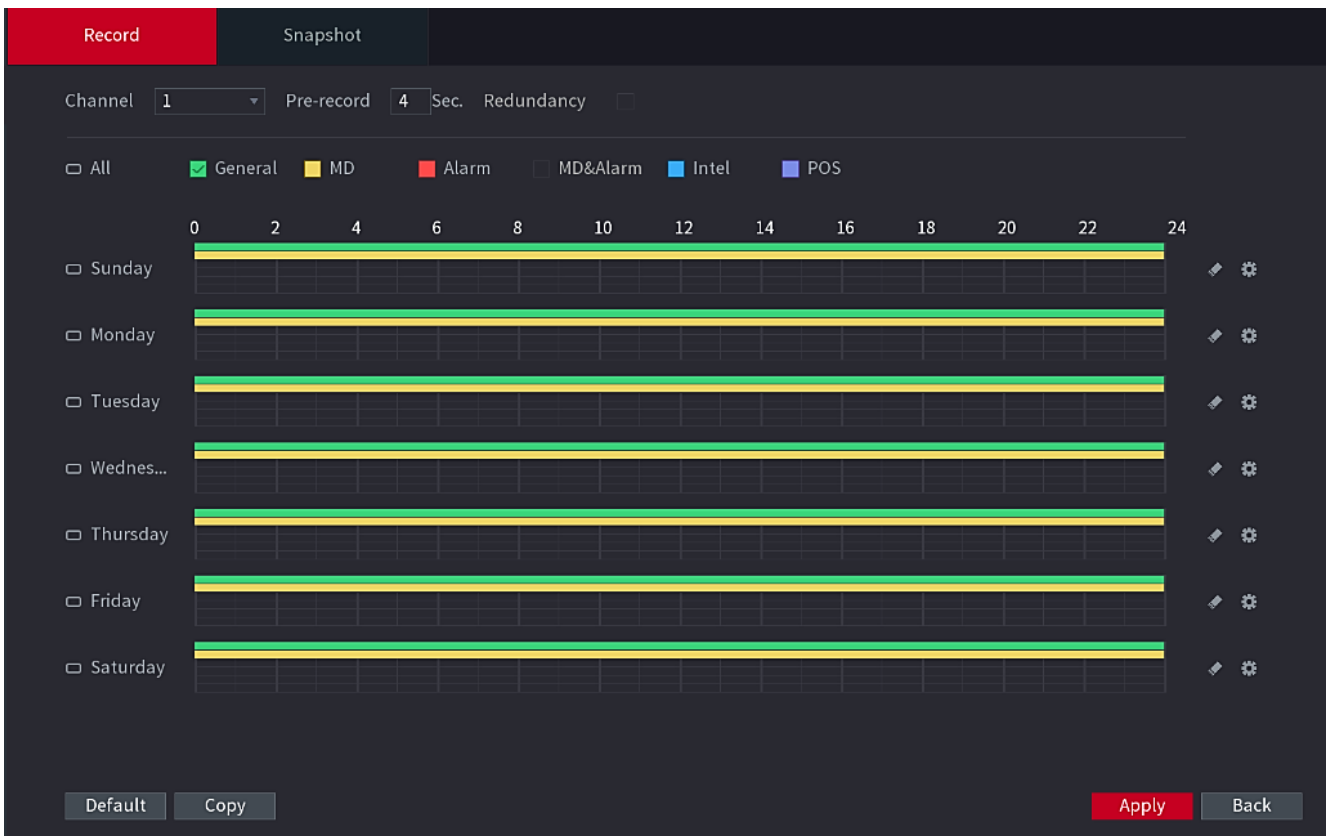 Record Snapshot
Channel 1 Pre-record 4 Sec. Redundancy
All General MD Alarm MD&Alarm Intel POS
0 2 4 6 8 10 12 14 16 18 20 22 24
Sunday
Monday
Tuesday
Wednes...
Thursday
Friday
Saturday
Default Copy Apply Back